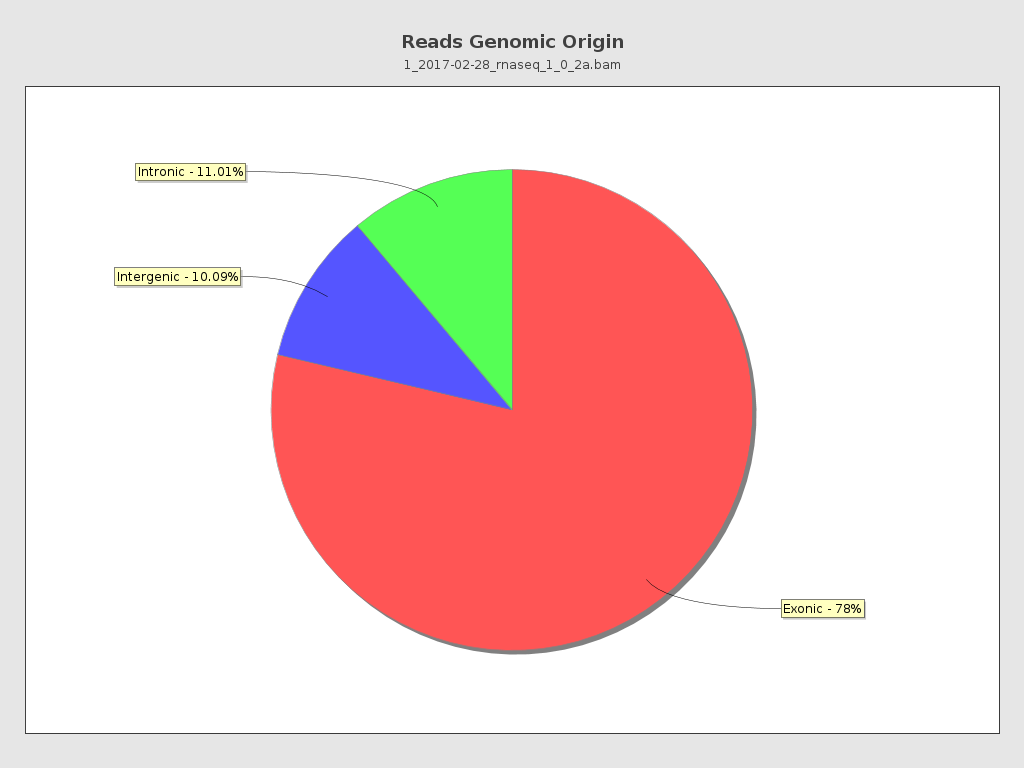 Reads Genomic Origin
1_2017-02-28_rnaseq_1_0_2a.bam
Intronic - 11.01%
Intergenic - 10.09%
Exonic - 78%